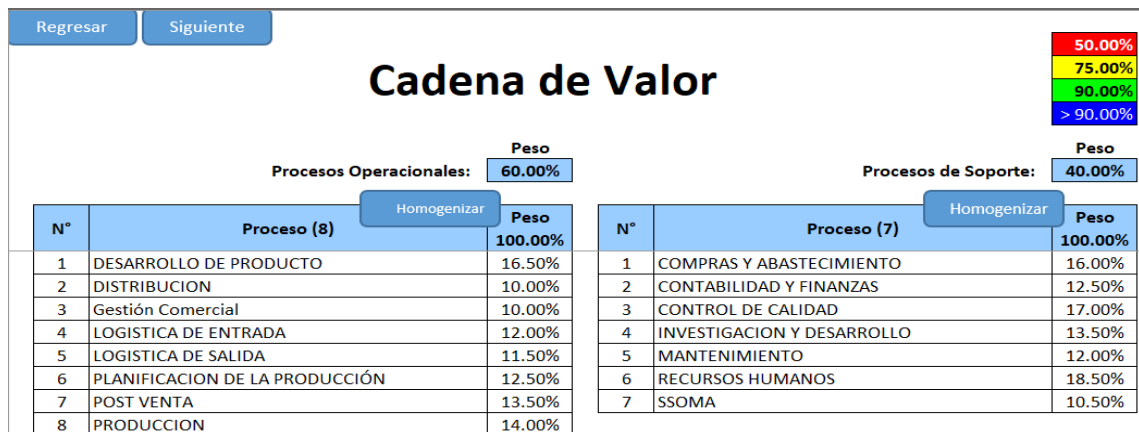 Regresar Siguiente
50.00%
75.00%
90.00%
> 90.00%
Cadena de Valor
Peso Peso
Procesos Operacionales: 60.00% Procesos de Soporte: 40.00%
Homogenizar Homogenizar
N° Proceso (8) Peso 100.00% N° Proceso (7) Peso 100.00%
1 DESARROLLO DE PRODUCTO 16.50% 1 COMPRAS Y ABASTECIMIENTO 16.00%
2 DISTRIBUCION 10.00% 2 CONTABILIDAD Y FINANZAS 12.50%
3 Gestión Comercial 10.00% 3 CONTROL DE CALIDAD 17.00%
4 LOGISTICA DE ENTRADA 12.00% 4 INVESTIGACION Y DESARROLLO 13.50%
5 LOGISTICA DE SALIDA 11.50% 5 MANTENIMIENTO 12.00%
6 PLANIFICACION DE LA PRODUCCIÓN 12.50% 6 RECURSOS HUMANOS 18.50%
7 POST VENTA 13.50% 7 SSOMA 10.50%
8 PRODUCCION 14.00%